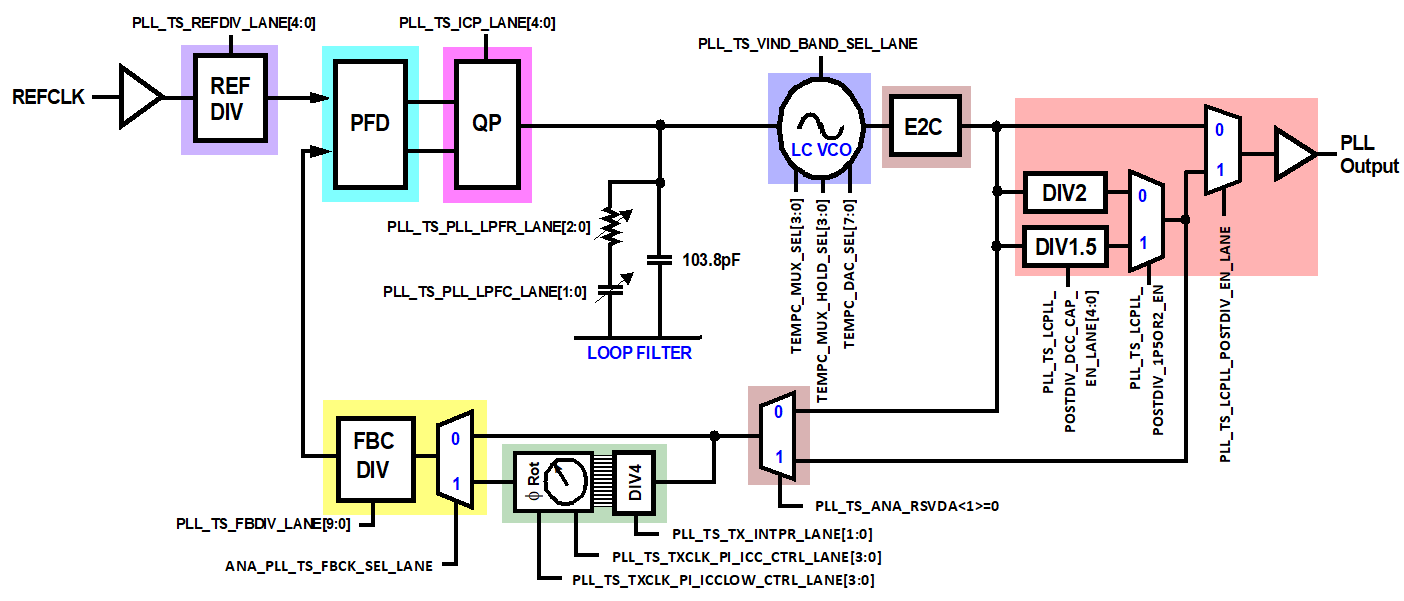 PLL_TS_REFDIV_LANE[4:0]
PLL_TS_ICP_LANE[4:0]
PLL_TS_VIND_BAND_SEL_LANE
REFCLK
REF
DIV
PFD
QP
LC VCO
E2C
0
1
PLL
Output
DIV2
0
DIV1.5
1
PLL_TS_PLL_LPFR_LANE[2:0]
103.8pF
PLL_TS_PLL_LPFC_LANE[1:0]
LOOP FILTER
TEMPC_MUX_SEL[3:0]
TEMPC_MUX_HOLD_SEL[3:0]
TEMPC_DAC_SEL[7:0]
PLL_TS_LCPLL_
POSTDIV_DCC_CAP_
EN_LANE[4:0]
PLL_TS_LCPLL_
POSTDIV_1P5OR2_EN
PLL_TS_LCPLL_POSTDIV_EN_LANE
0
1
FBC
DIV
0
1
ϕ Rot
DIV4
PLL_TS_ANA_RSVDA<1>=0
PLL_TS_FBDIV_LANE[9:0]
PLL_TS_TX_INTPR_LANE[1:0]
PLL_TS_TXCLK_PI_ICC_CTRL_LANE[3:0]
ANA_PLL_TS_FBCK_SEL_LANE
PLL_TS_TXCLK_PI_ICCLOW_CTRL_LANE[3:0]